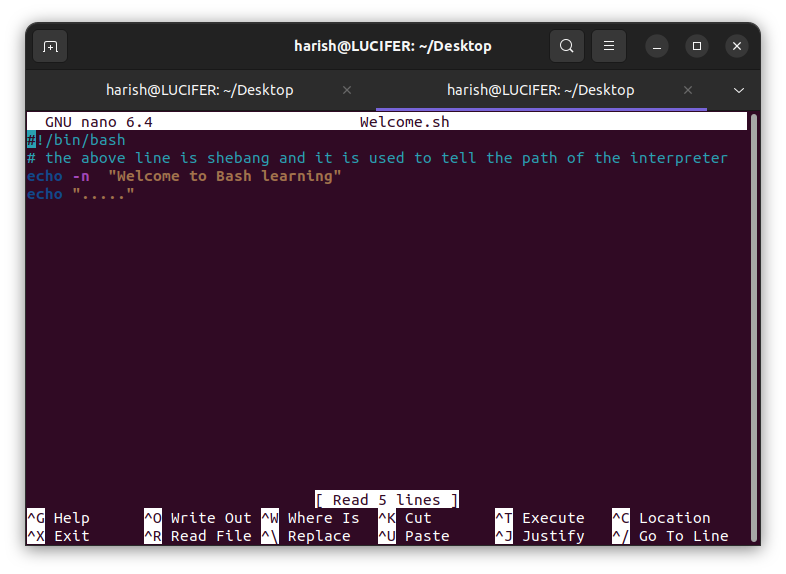 harish@LUCIFER: ~/Desktop
harish@LUCIFER: ~/Desktop × harish@LUCIFER: ~/Desktop ×
GNU nano 6.4 Welcome.sh
#!/bin/bash
# the above line is shebang and it is used to tell the path of the interpreter
echo -n  "Welcome to Bash learning"
echo "....."
[ Read 5 lines ]
^G Help ^O Write Out ^W Where Is ^K Cut ^T Execute ^C Location
^X Exit ^R Read File ^\ Replace ^U Paste ^J Justify ^/ Go To Line